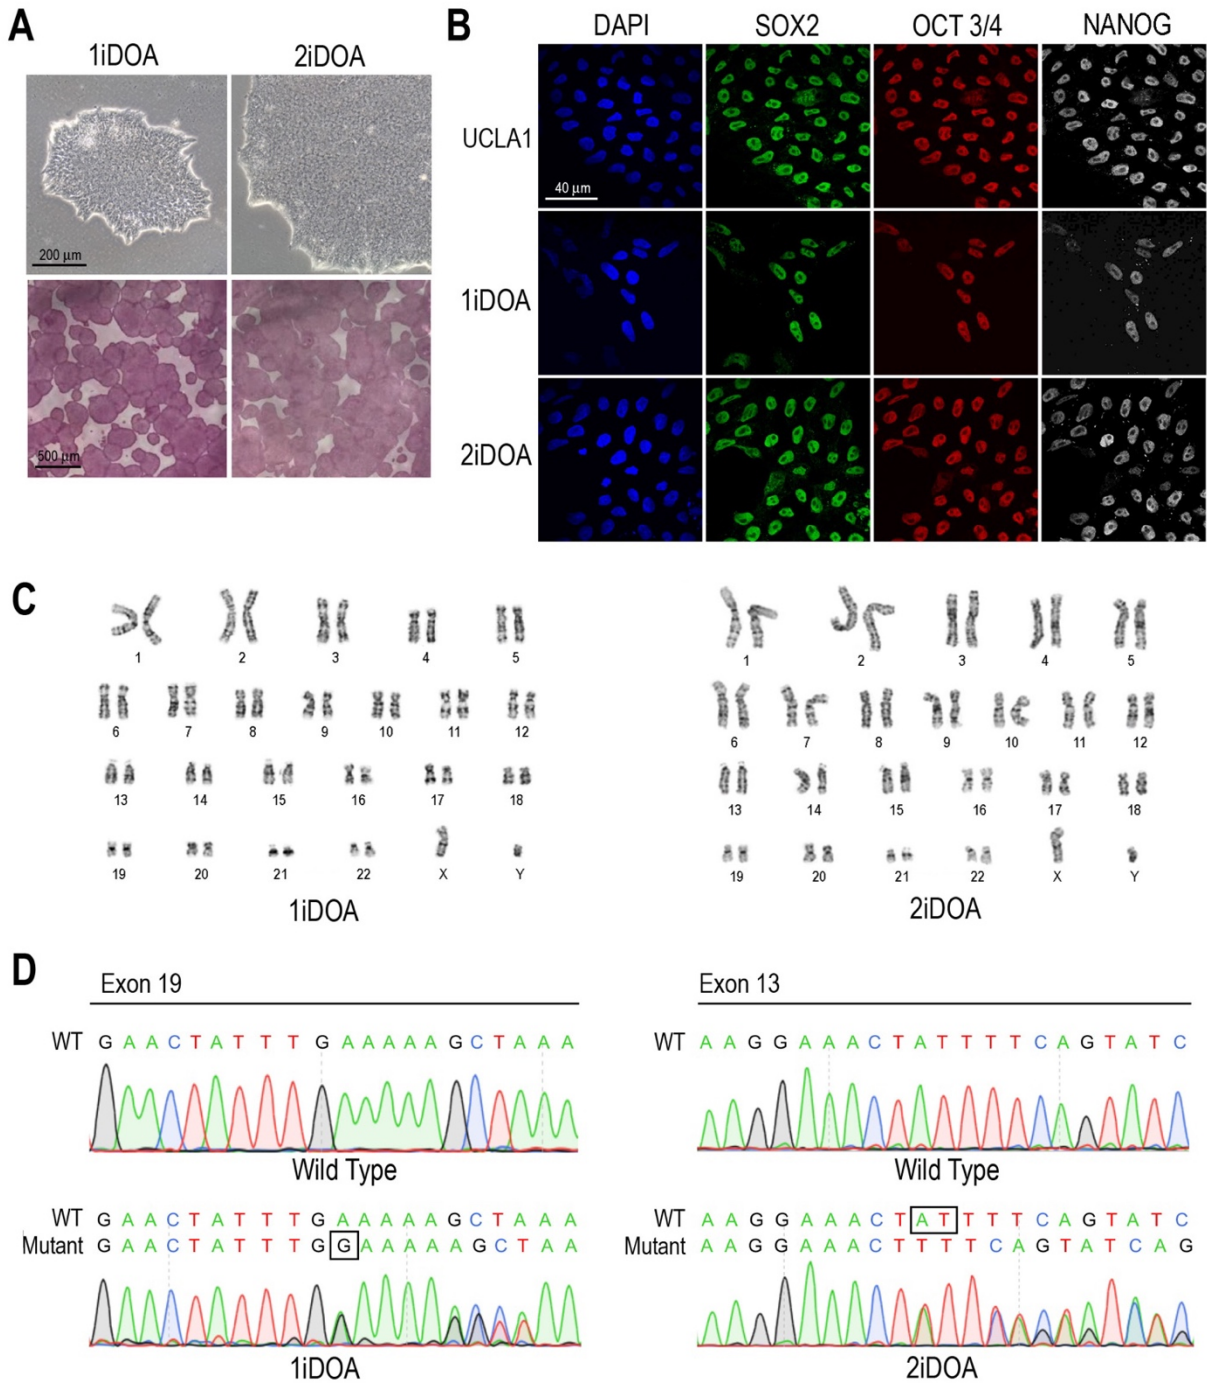 A
1iDOA 2iDOA
200 μm
500 μm
B
DAPI SOX2 OCT 3/4 NANOG
UCLA1
40 μm
1iDOA
2iDOA
C
1 2 3 4 5
6 7 8 9 10 11 12
13 14 15 16 17 18
19 20 21 22 X Y
1iDOA
1 2 3 4 5
6 7 8 9 10 11 12
13 14 15 16 17 18
19 20 21 22 X Y
2iDOA
D
Exon 19
WT G A A C T A T T T G A A A A A G C T A A A
Wild Type
WT G A A C T A T T T G A A A A A G C T A A A
Mutant G A A C T A T T T G G A A A A A G C T A A
1iDOA
Exon 13
WT A A G G A A A C T A T T T T C A G T A T C
Wild Type
WT A A G G A A A C T A T T T T C A G T A T C
Mutant A A G G A A A C T T T T C A G T A T C A G
2iDOA